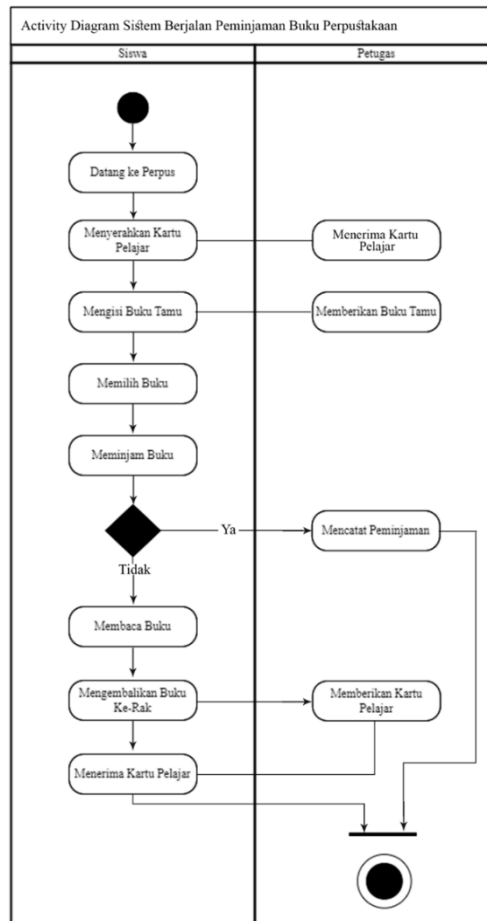 Activity Diagram Sistem Berjalan Peminjaman Buku Perpustakaan
Siswa
Petugas
Datang ke Perpus
Menyerahkan Kartu
Pelajar
Menerima Kartu
Pelajar
Mengisi Buku Tamu
Memberikan Buku Tamu
Memilih Buku
Meminjam Buku
Ya
Mencatat Peminjaman
Tidak
Membaca Buku
Mengembalikan Buku
Ke-Rak
Memberikan Kartu
Pelajar
Menerima Kartu Pelajar